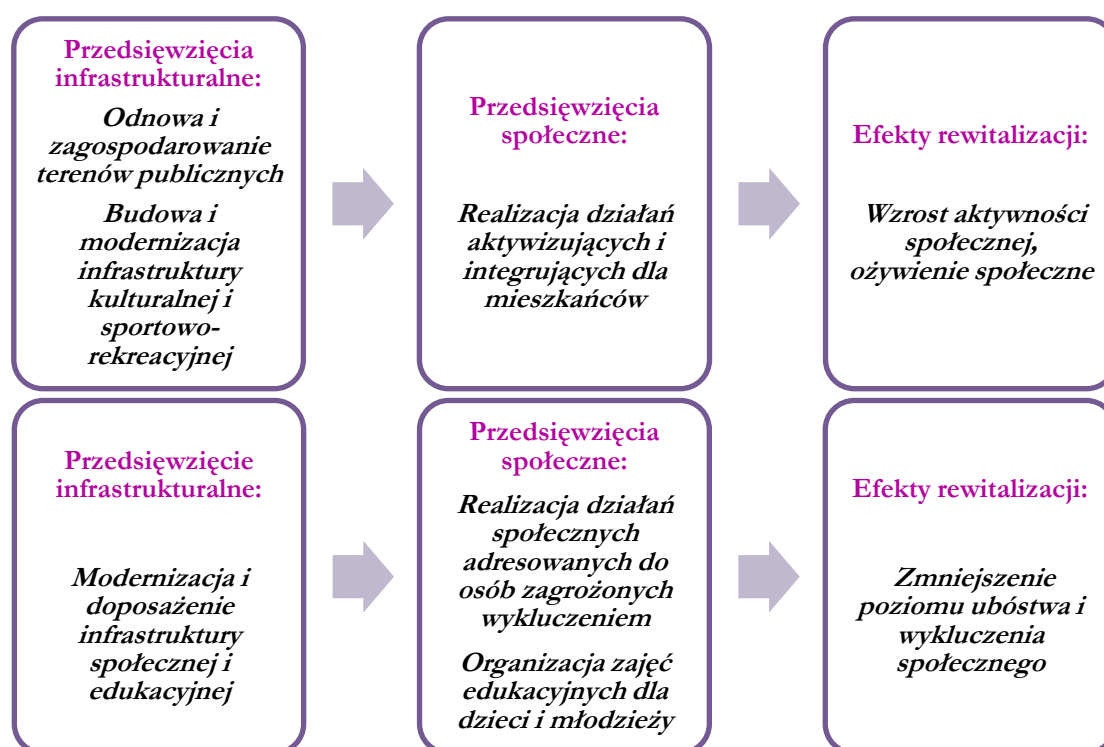 Przedsięwzięcia
infrastrukturalne:
Odnowa i
zagospodarowanie
terenów publicznych
Budowa i
modernizacja
infrastruktury
kulturalnej i
sportowo-
rekreacyjnej
Przedsięwzięcia
społeczne:
Realizacja działań
aktywizujących i
integrujących dla
mieszkańców
Efekty rewitalizacji:
Wzrost aktywności
społecznej,
ożywienie społeczne
Przedsięwzięcie
infrastrukturalne:
Modernizacja i
doposażenie
infrastruktury
społecznej i
edukacyjnej
Przedsięwzięcia
społeczne:
Realizacja działań
społecznych
adresowanych do
osób zagrożonych
wykluczeniem
Organizacja zajęć
edukacyjnych dla
dzieci i młodzieży
Efekty rewitalizacji:
Zmniejszenie
poziomu ubóstwa i
wykluczenia
społecznego